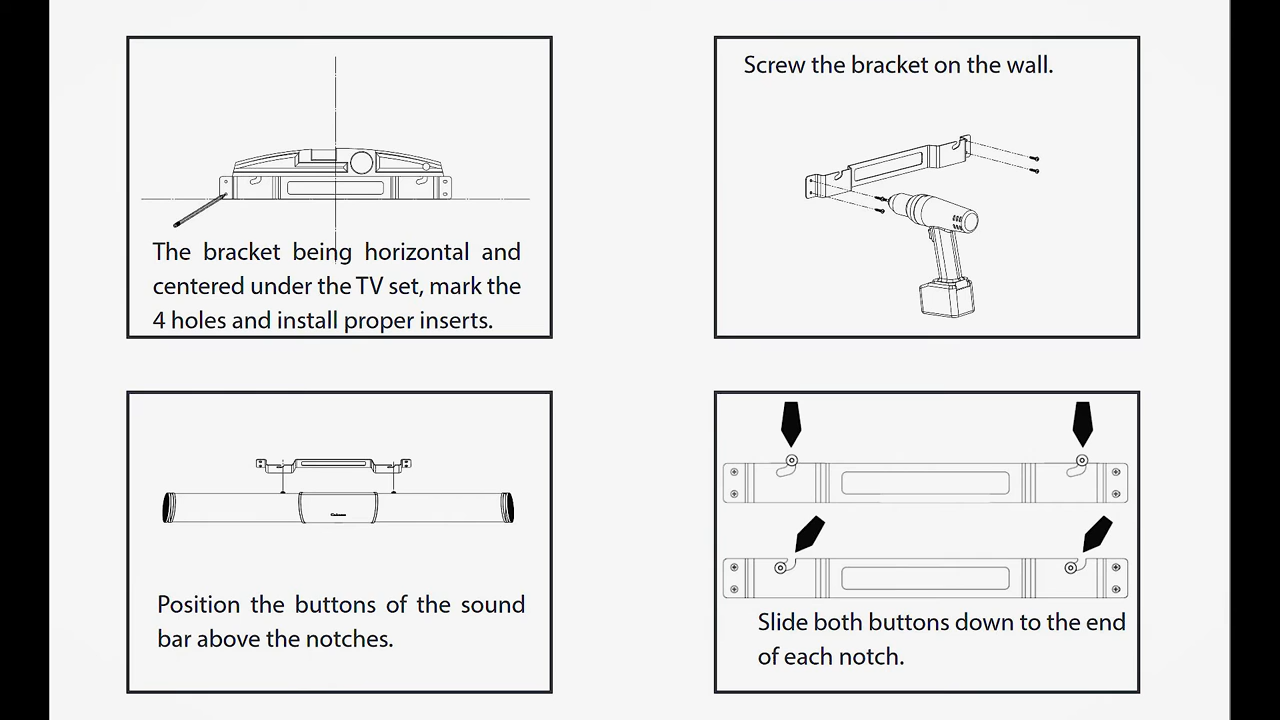 The bracket being horizontal and
centered under the TV set, mark the
4 holes and install proper inserts.
Screw the bracket on the wall.
Position the buttons of the sound
bar above the notches.
Slide both buttons down to the end
of each notch.